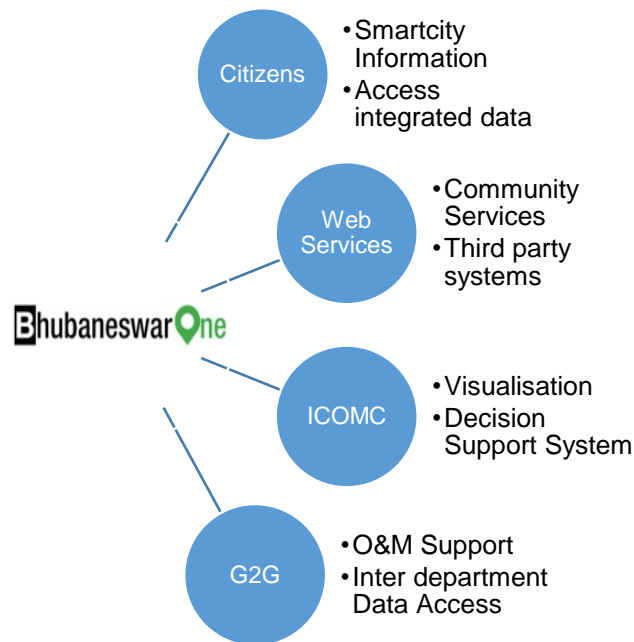 Citizens
•Smartcity
Information
•Access
integrated data
Web
Services
•Community
Services
•Third party
systems
BhubaneswarOne
ICOMC
•Visualisation
•Decision
Support System
G2G
•O&M Support
•Inter department
Data Access